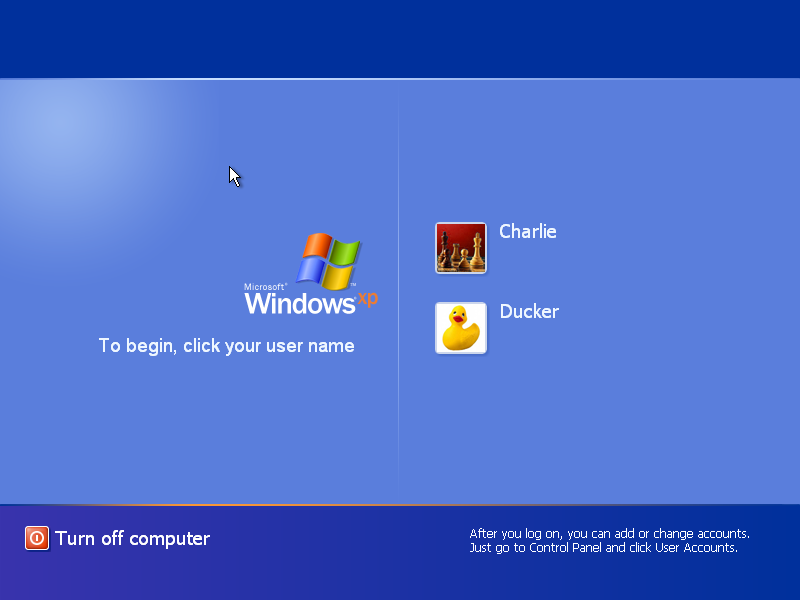 Microsoft®
Windows xp™
To begin, click your user name
Charlie
Ducker
Turn off computer
After you log on, you can add or change accounts.
Just go to Control Panel and click User Accounts.